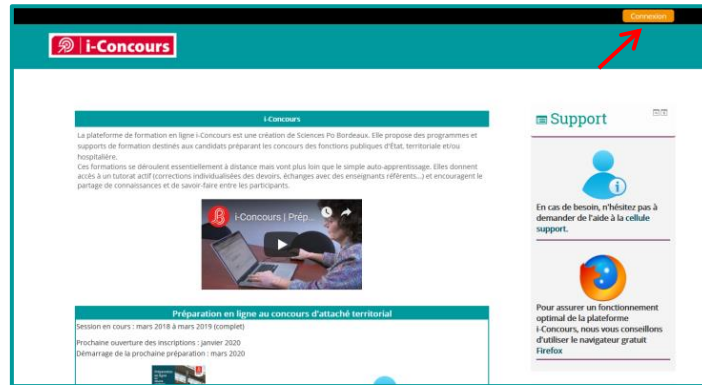 Connexion
i-Concours
i-Concours
La plateforme de formation en ligne i-Concours est une création de Sciences Po Bordeaux. Elle propose des programmes et
supports de formation destinés aux candidats préparant les concours des fonctions publiques d'État, territoriale et/ou
hospitalière.
Ces formations se déroulent essentiellement à distance mais vont plus loin que le simple auto-apprentissage. Elles donnent
accès à un tutorat actif (corrections individualisées des devoirs, échanges avec des enseignants référents...) et encouragent le
partage de connaissances et de savoir-faire entre les participants.
i-Concours | Prép...
Préparation en ligne au concours d'attaché territorial
Session en cours : mars 2018 à mars 2019 (complet)
Prochaine ouverture des inscriptions : janvier 2020
Démarrage de la prochaine préparation : mars 2020
Support
En cas de besoin, n'hésitez pas à
demander de l'aide à la cellule
support.
Pour assurer un fonctionnement
optimal de la plateforme
i-Concours, nous vous conseillons
d'utiliser le navigateur gratuit
Firefox